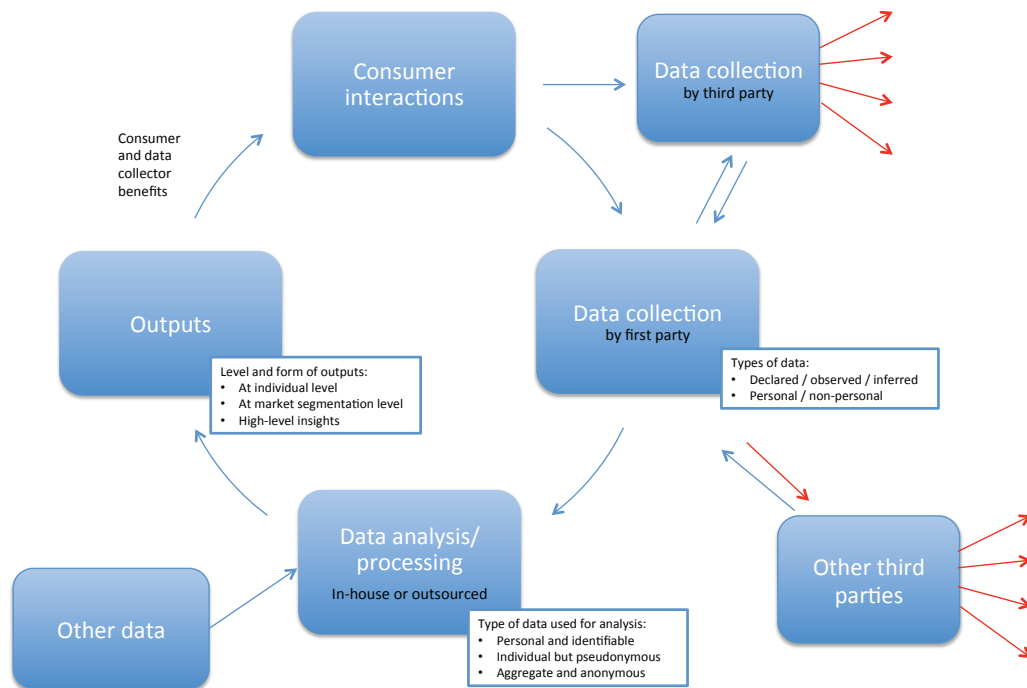 Consumer
interactions
Data collection
by third party
Consumer
and data
collector
benefits
Outputs
Level and form of outputs:
• At individual level
• At market segmentation level
• High-level insights
Data collection
by first party
Types of data:
• Declared / observed / inferred
• Personal / non-personal
Data analysis/
processing
In-house or outsourced
Type of data used for analysis:
• Personal and identifiable
• Individual but pseudonymous
• Aggregate and anonymous
Other data
Other third
parties